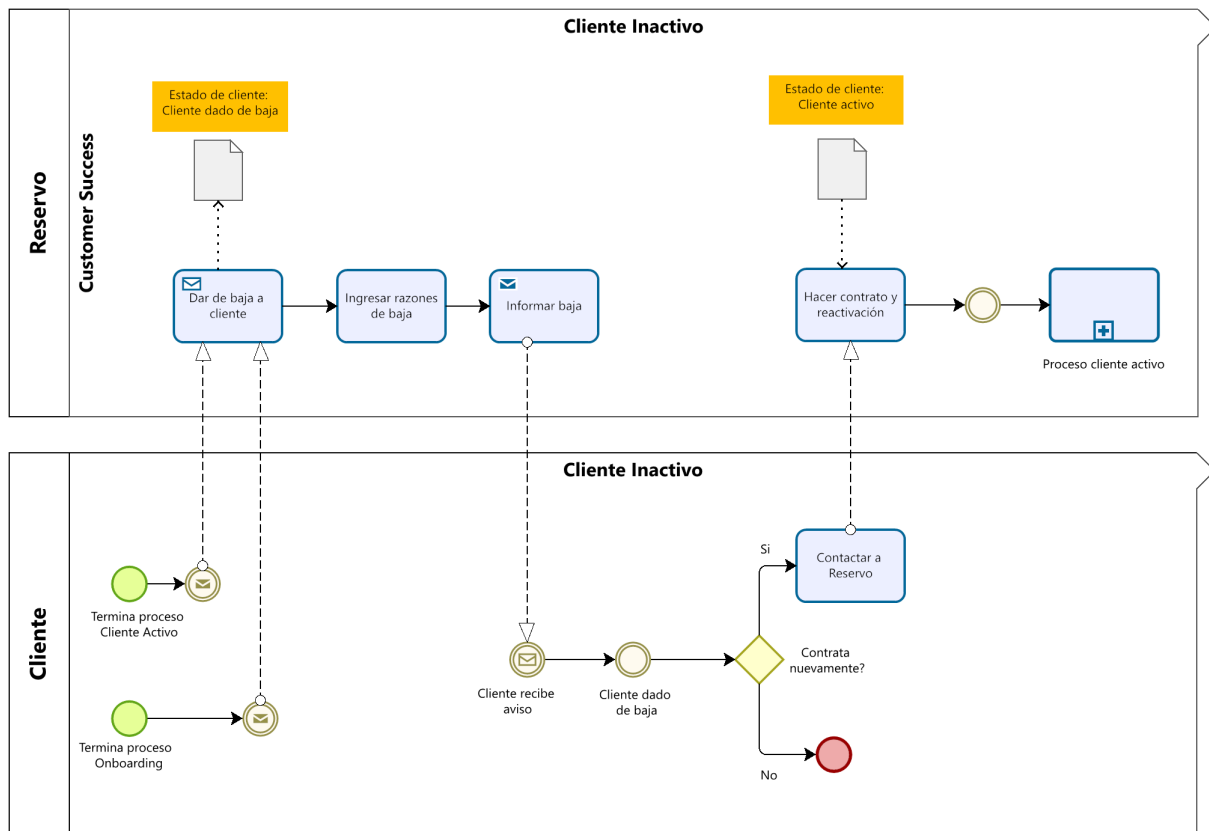 Cliente Inactivo
Reservo
Customer Success
Estado de cliente:
Cliente dado de baja
Estado de cliente:
Cliente activo
Dar de baja a
cliente
Ingresar razones
de baja
Informar baja
Hacer contrato y
reactivación
Proceso cliente activo
Cliente Inactivo
Cliente
Termina proceso
Cliente Activo
Termina proceso
Onboarding
Cliente recibe
aviso
Cliente dado
de baja
Si
Contactar a
Reservo
Contrata
nuevamente?
No